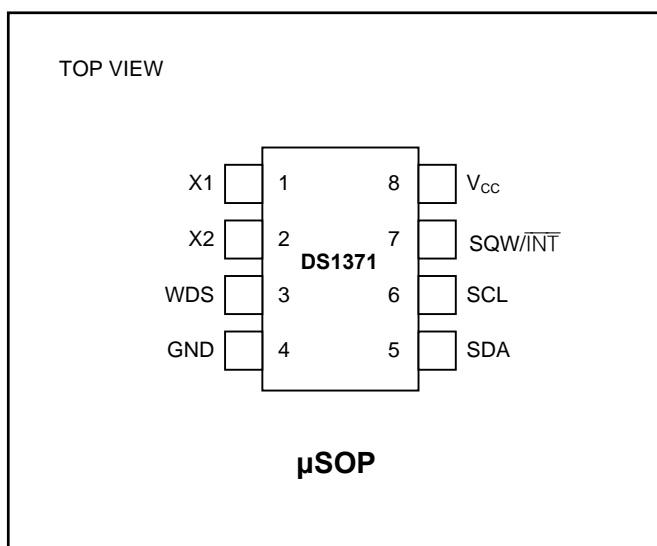 TOP VIEW
X1 1 8 VCC
X2 2 7 SQW/INT
DS1371
WDS 3 6 SCL
GND 4 5 SDA
µSOP